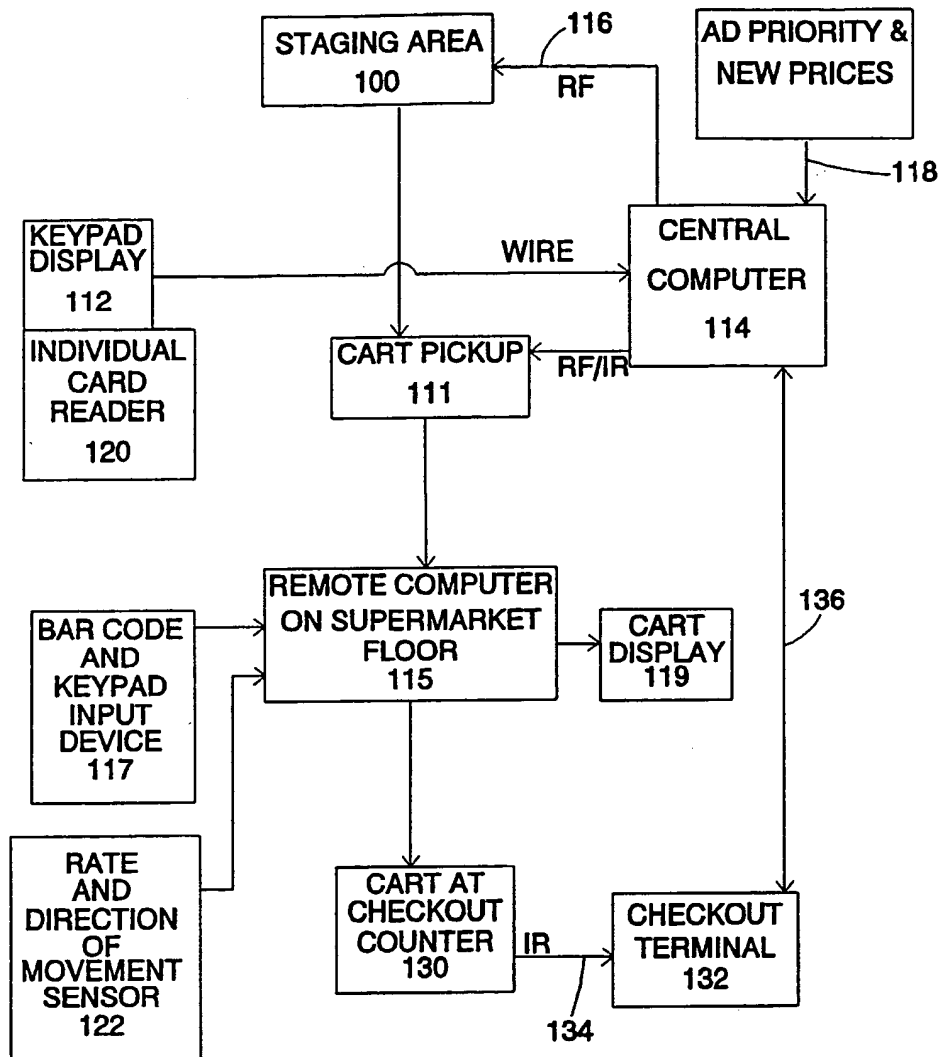 STAGING AREA
100
116
RF
AD PRIORITY &
NEW PRICES
118
KEYPAD
DISPLAY
112
WIRE
CENTRAL
COMPUTER
114
INDIVIDUAL
CARD
READER
120
CART PICKUP
111
RF/IR
REMOTE COMPUTER
ON SUPERMARKET
FLOOR
115
BAR CODE
AND
KEYPAD
INPUT
DEVICE
117
CART
DISPLAY
119
136
RATE
AND
DIRECTION
OF
MOVEMENT
SENSOR
122
CART AT
CHECKOUT
COUNTER
130
IR
134
CHECKOUT
TERMINAL
132